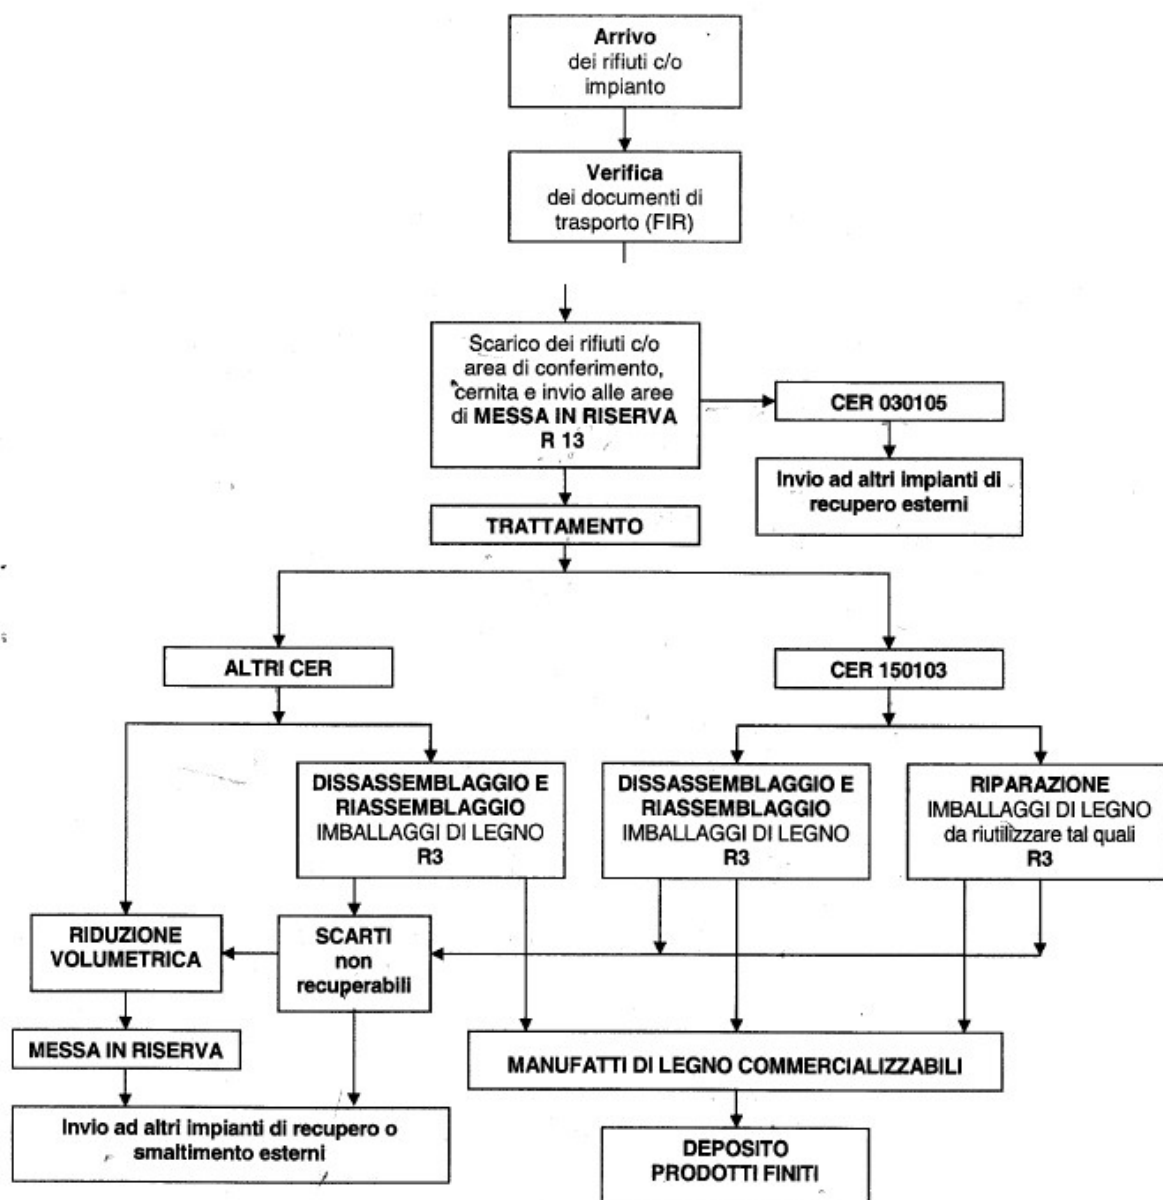 Arrivo
dei rifiuti c/o
impianto
Verifica
dei documenti di
trasporto (FIR)
Scarico dei rifiuti c/o
area di conferimento,
cernita e invio alle aree
di MESSA IN RISERVA
R 13
CER 030105
Invio ad altri impianti di
recupero esterni
TRATTAMENTO
ALTRI CER
CER 150103
DISSASSEMBLAGGIO E
RIASSEMBLAGGIO
IMBALLAGGI DI LEGNO
R3
DISSASSEMBLAGGIO E
RIASSEMBLAGGIO
IMBALLAGGI DI LEGNO
R3
RIPARAZIONE
IMBALLAGGI DI LEGNO
da riutilizzare tal quali
R3
RIDUZIONE
VOLUMETRICA
SCARTI
non
recuperabili
MESSA IN RISERVA
MANUFATTI DI LEGNO COMMERCIALIZZABILI
Invio ad altri impianti di recupero o
smaltimento esterni
DEPOSITO
PRODOTTI FINITI